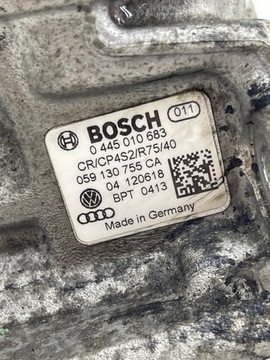 BOSCH
011
0 445 010 683
CR/CP4S2/R75/40
059 130 755 CA
04 120618
BPT 0413
Made in Germany